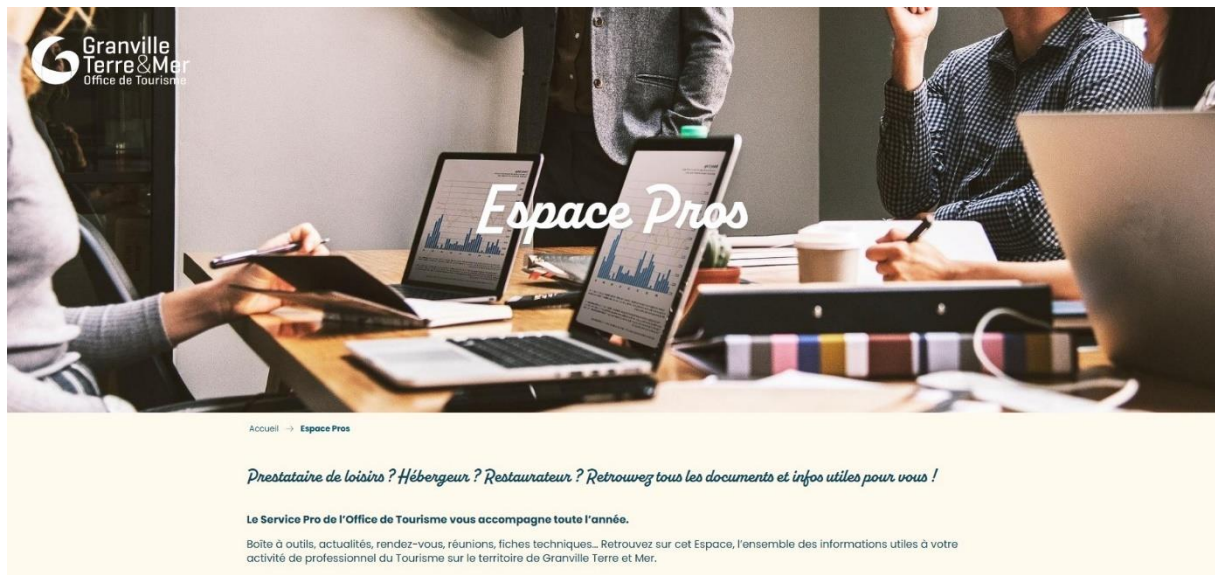 Granville
Terre&Mer
Office de Tourisme
Espace Pros
Accueil → Espace Pros
Prestataire de loisirs ? Hébergeur ? Restaurateur ? Retrouvez tous les documents et infos utiles pour vous !
Le Service Pro de l'Office de Tourisme vous accompagne toute l'année.
Boîte à outils, actualités, rendez-vous, réunions, fiches techniques… Retrouvez sur cet Espace, l'ensemble des informations utiles à votre
activité de professionnel du Tourisme sur le territoire de Granville Terre et Mer.